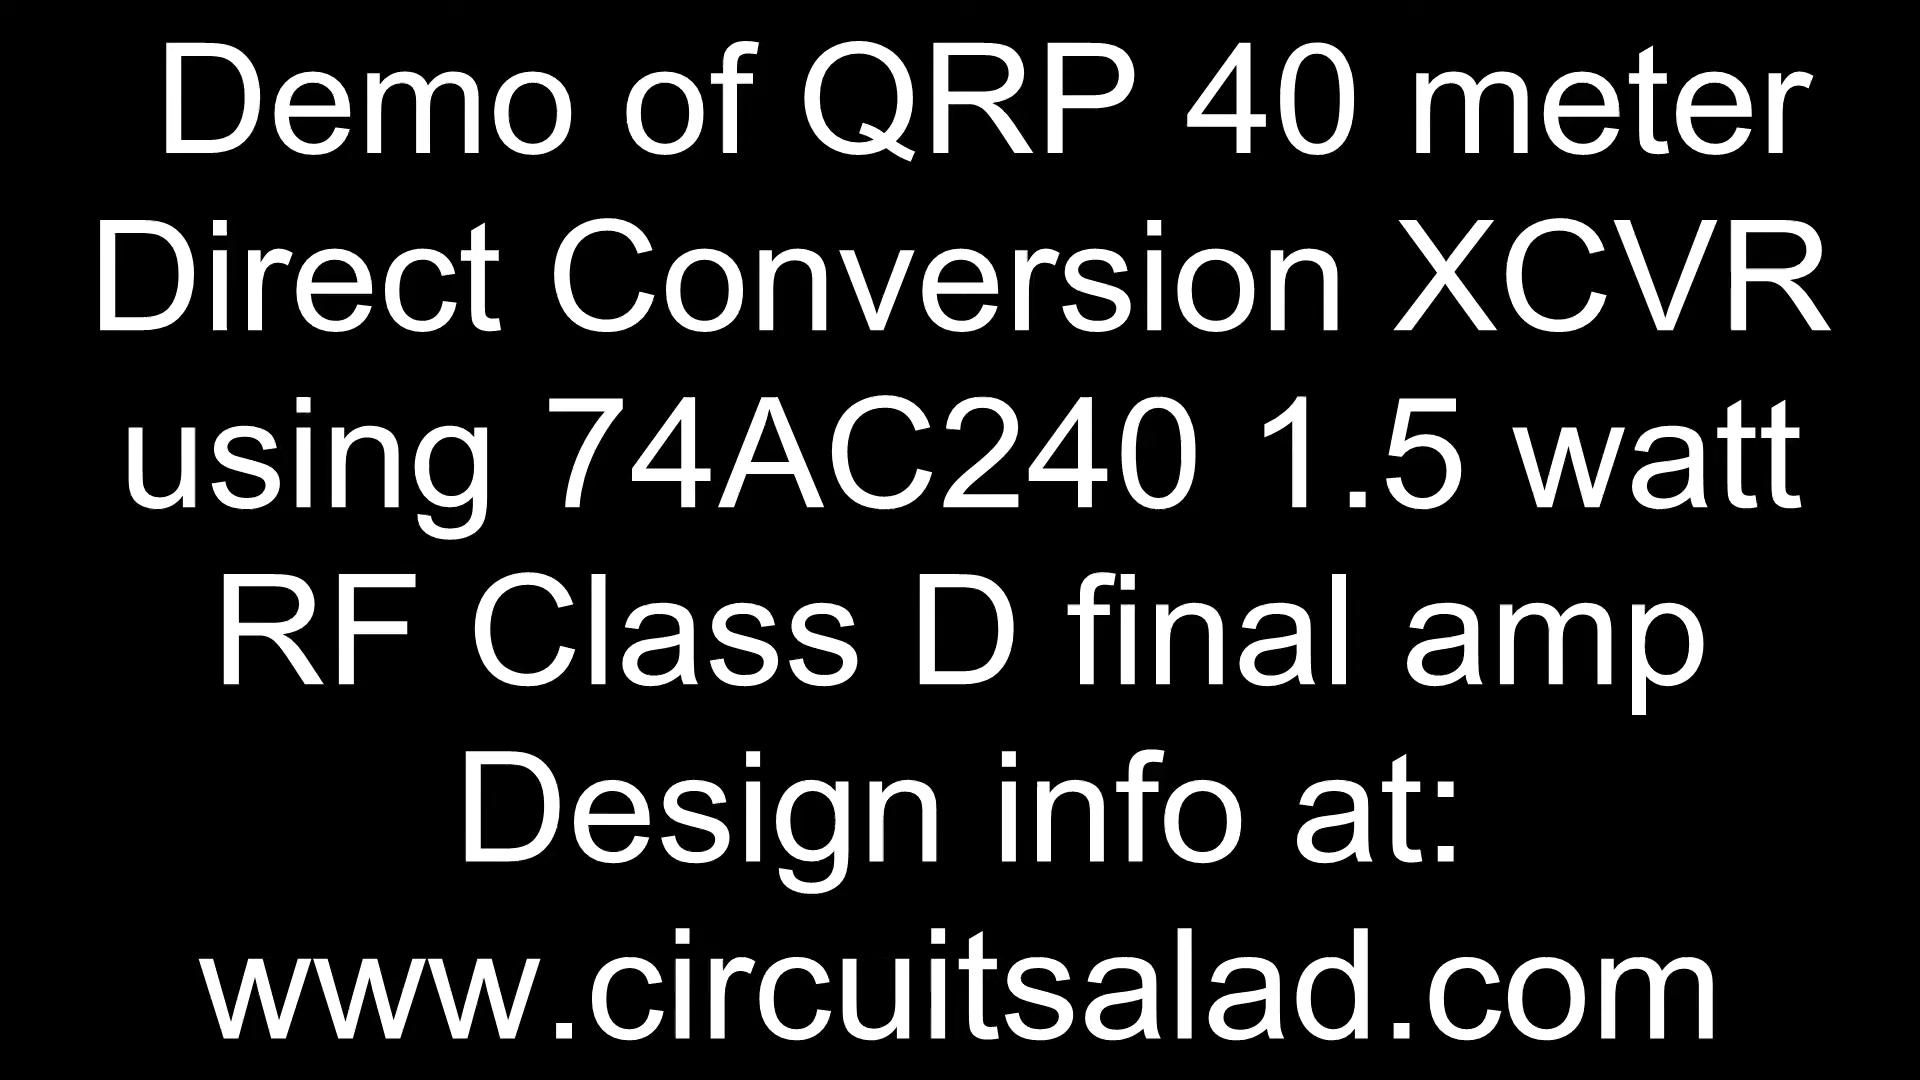 Demo of QRP 40 meter
Direct Conversion XCVR
using 74AC240 1.5 watt
RF Class D final amp
Design info at:
www.circuitsalad.com